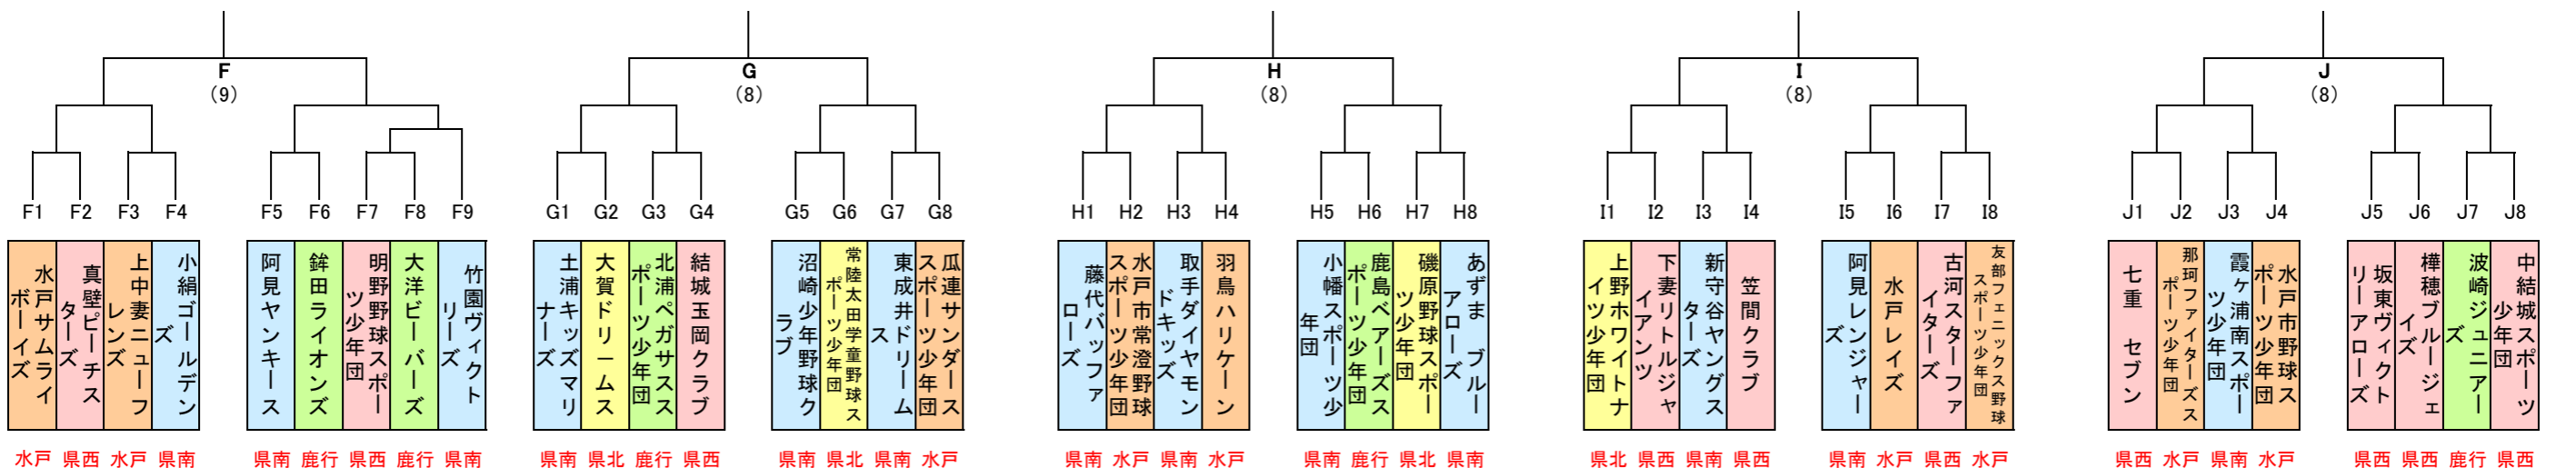 F
（9）
G
（8）
H
（8）
I
（8）
J
（8）
F1 F2 F3 F4 F5 F6 F7 F8 F9 G1 G2 G3 G4 G5 G6 G7 G8 H1 H2 H3 H4 H5 H6 H7 H8 I1 I2 I3 I4 I5 I6 I7 I8 J1 J2 J3 J4 J5 J6 J7 J8
水戸サムライ
ボーイズ
真壁ピーチス
ターズ
上中妻ニューフ
レンズ
小絹ゴールデン
ズ
阿見ヤンキース
鉾田ライオンズ
明野野球スポー
ツ少年団
大洋ビーバーズ
竹園ヴィクト
リーズ
土浦キッズマリ
ナーズ
大賀ドリームス
北浦ペガサスス
ポーツ少年団
結城玉岡クラブ
沼崎少年野球ク
ラブ
常陸太田学童野球ス
ポーツ少年団
東成井ドリーム
ス
瓜連サンダース
スポーツ少年団
藤代バッファ
ローズ
水戸市常澄野球
スポーツ少年団
取手ダイヤモン
ドキッズ
羽鳥ハリケーン
小幡スポーツ少
年団
鹿島ベアーズス
ポーツ少年団
磯原野球スポー
ツ少年団
あずま　ブルー
アローズ
上野ホワイトナ
イツ少年団
下妻リトルジャ
イアンツ
新守谷ヤングス
ターズ
笠間クラブ
阿見レンジャー
ズ
水戸レイズ
古河スターファ
イターズ
友部フェニックス野球
スポーツ少年団
七重　セブン
那珂ファイターズス
ポーツ少年団
霞ヶ浦南スポー
ツ少年団
水戸市野球ス
ポーツ少年団
坂東ヴィクト
リーアローズ
樺穂ブルージェ
イズ
波崎ジュニアー
ズ
中結城スポーツ
少年団
水戸 県西 水戸 県南 県南 鹿行 県西 鹿行 県南 県南 県北 鹿行 県西 県南 県北 県南 水戸 県南 水戸 県南 水戸 県南 鹿行 県北 県南 県北 県西 県南 県西 県南 水戸 県西 水戸 県西 水戸 県南 水戸 県西 県西 鹿行 県西